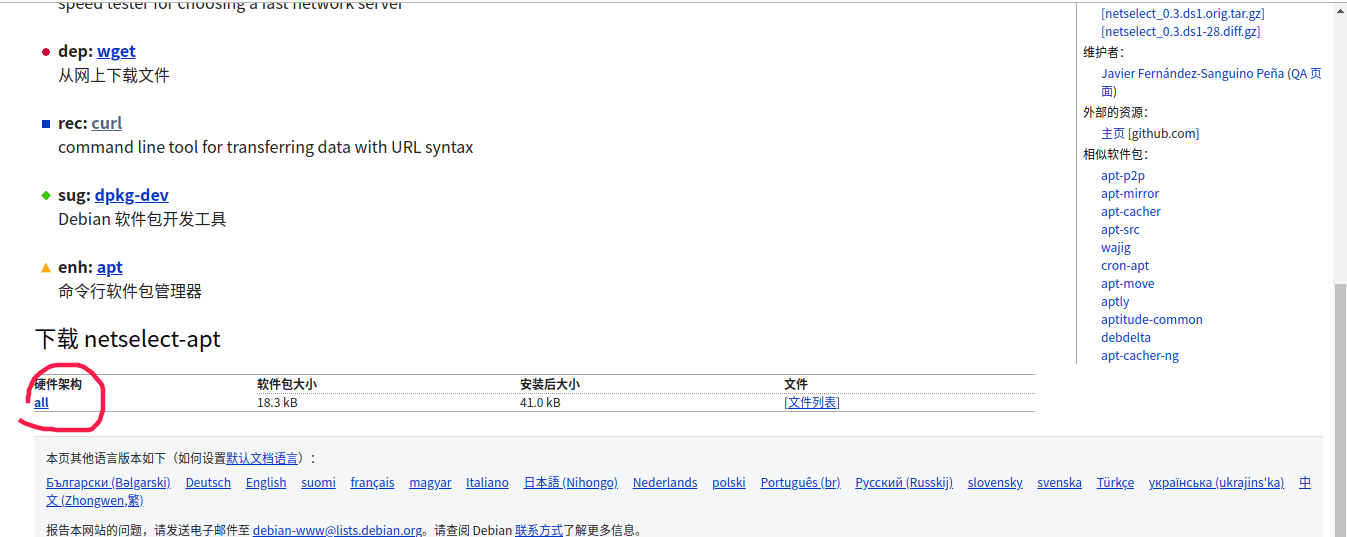 speed tester for choosing a fast network server
dep: wget
从网上下载文件
rec: curl
command line tool for transferring data with URL syntax
sug: dpkg-dev
Debian 软件包开发工具
enh: apt
命令行软件包管理器
下载 netselect-apt
硬件架构 软件包大小 安装后大小 文件
all 18.3 kB 41.0 kB [文件列表]
[netselect_0.3.ds1.orig.tar.gz]
[netselect_0.3.ds1-28.diff.gz]
维护者：
Javier Fernández-Sanguino Peña (QA 页
面)
外部的资源：
主页 [github.com]
相似软件包：
apt-p2p
apt-mirror
apt-cacher
apt-src
wajig
cron-apt
apt-move
aptly
aptitude-common
debdelta
apt-cacher-ng
本页其他语言版本如下（如何设置默认文档语言）：
Български (Bəlgarski) Deutsch English suomi français magyar Italiano 日本語 (Nihongo) Nederlands polski Português (br) Русский (Russkij) slovensky svenska Türkçe українська (ukrajins'ka) 中
文 (Zhongwen,繁)
报告本网站的问题，请发送电子邮件至 debian-www@lists.debian.org。请查阅 Debian 联系方式了解更多信息。